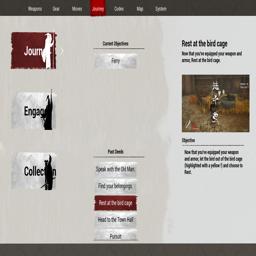 Weapons Gear Moves Journey Codex Map System
Journ
Current Objectives
Ferry
Engag
Collection
Past Deeds
Speak with the Old Man.
Find your belongings.
Rest at the bird cage
Head to the Town Hall
Pursuit
Rest at the bird cage
Now that you're equipped your weapon
and armor, Rest at the bird cage.
Objective
Now that you've equipped your weapon
and armor, let the bird out of the bird cage
(highlighted with a yellow !) and choose to
Rest.